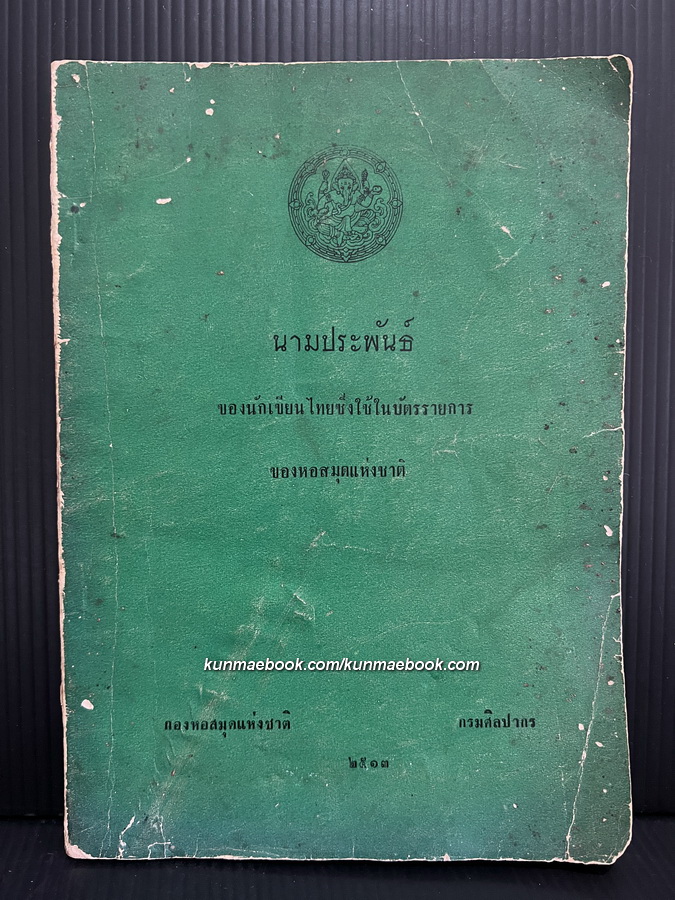 นามประพันธ์
ของนักเขียนไทยซึ่งใช้ในบัตรรายการ
ของหอสมุดแห่งชาติ
kunmaebook.com/kunmaebook.com
กองหอสมุดแห่งชาติ กรมศิลปากร
๒๕๑๓